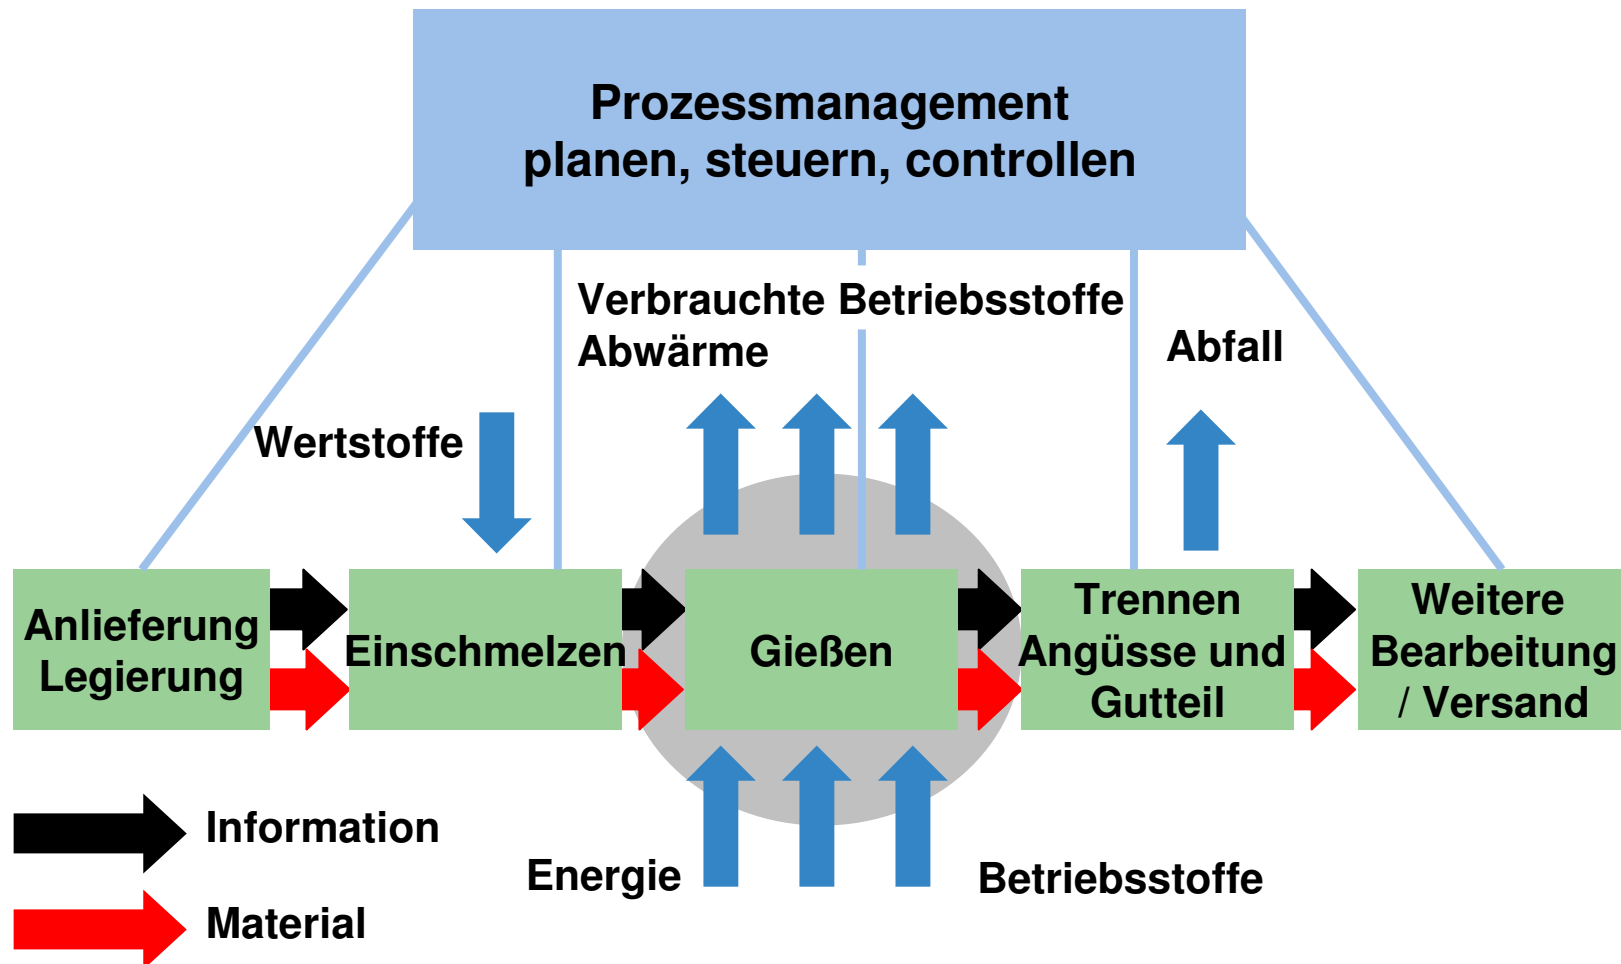 Prozessmanagement
planen, steuern, controllen
Verbrauchte Betriebsstoffe
Abwärme
Abfall
Wertstoffe
Anlieferung
Legierung
Einschmelzen
Gießen
Trennen
Angüsse und
Gutteil
Weitere
Bearbeitung
/ Versand
Information
Energie
Betriebsstoffe
Material